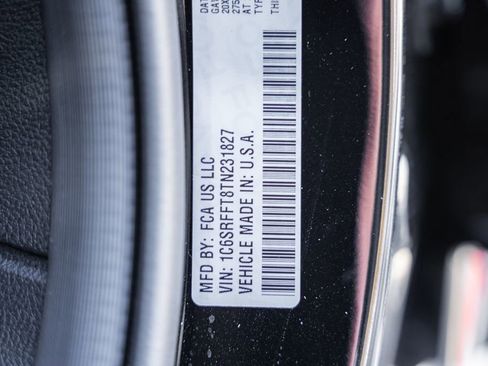 MFD BY: FCA US LLC
VIN: 1C6SRFFT8TN231827
VEHICLE MADE IN: U.S.A.